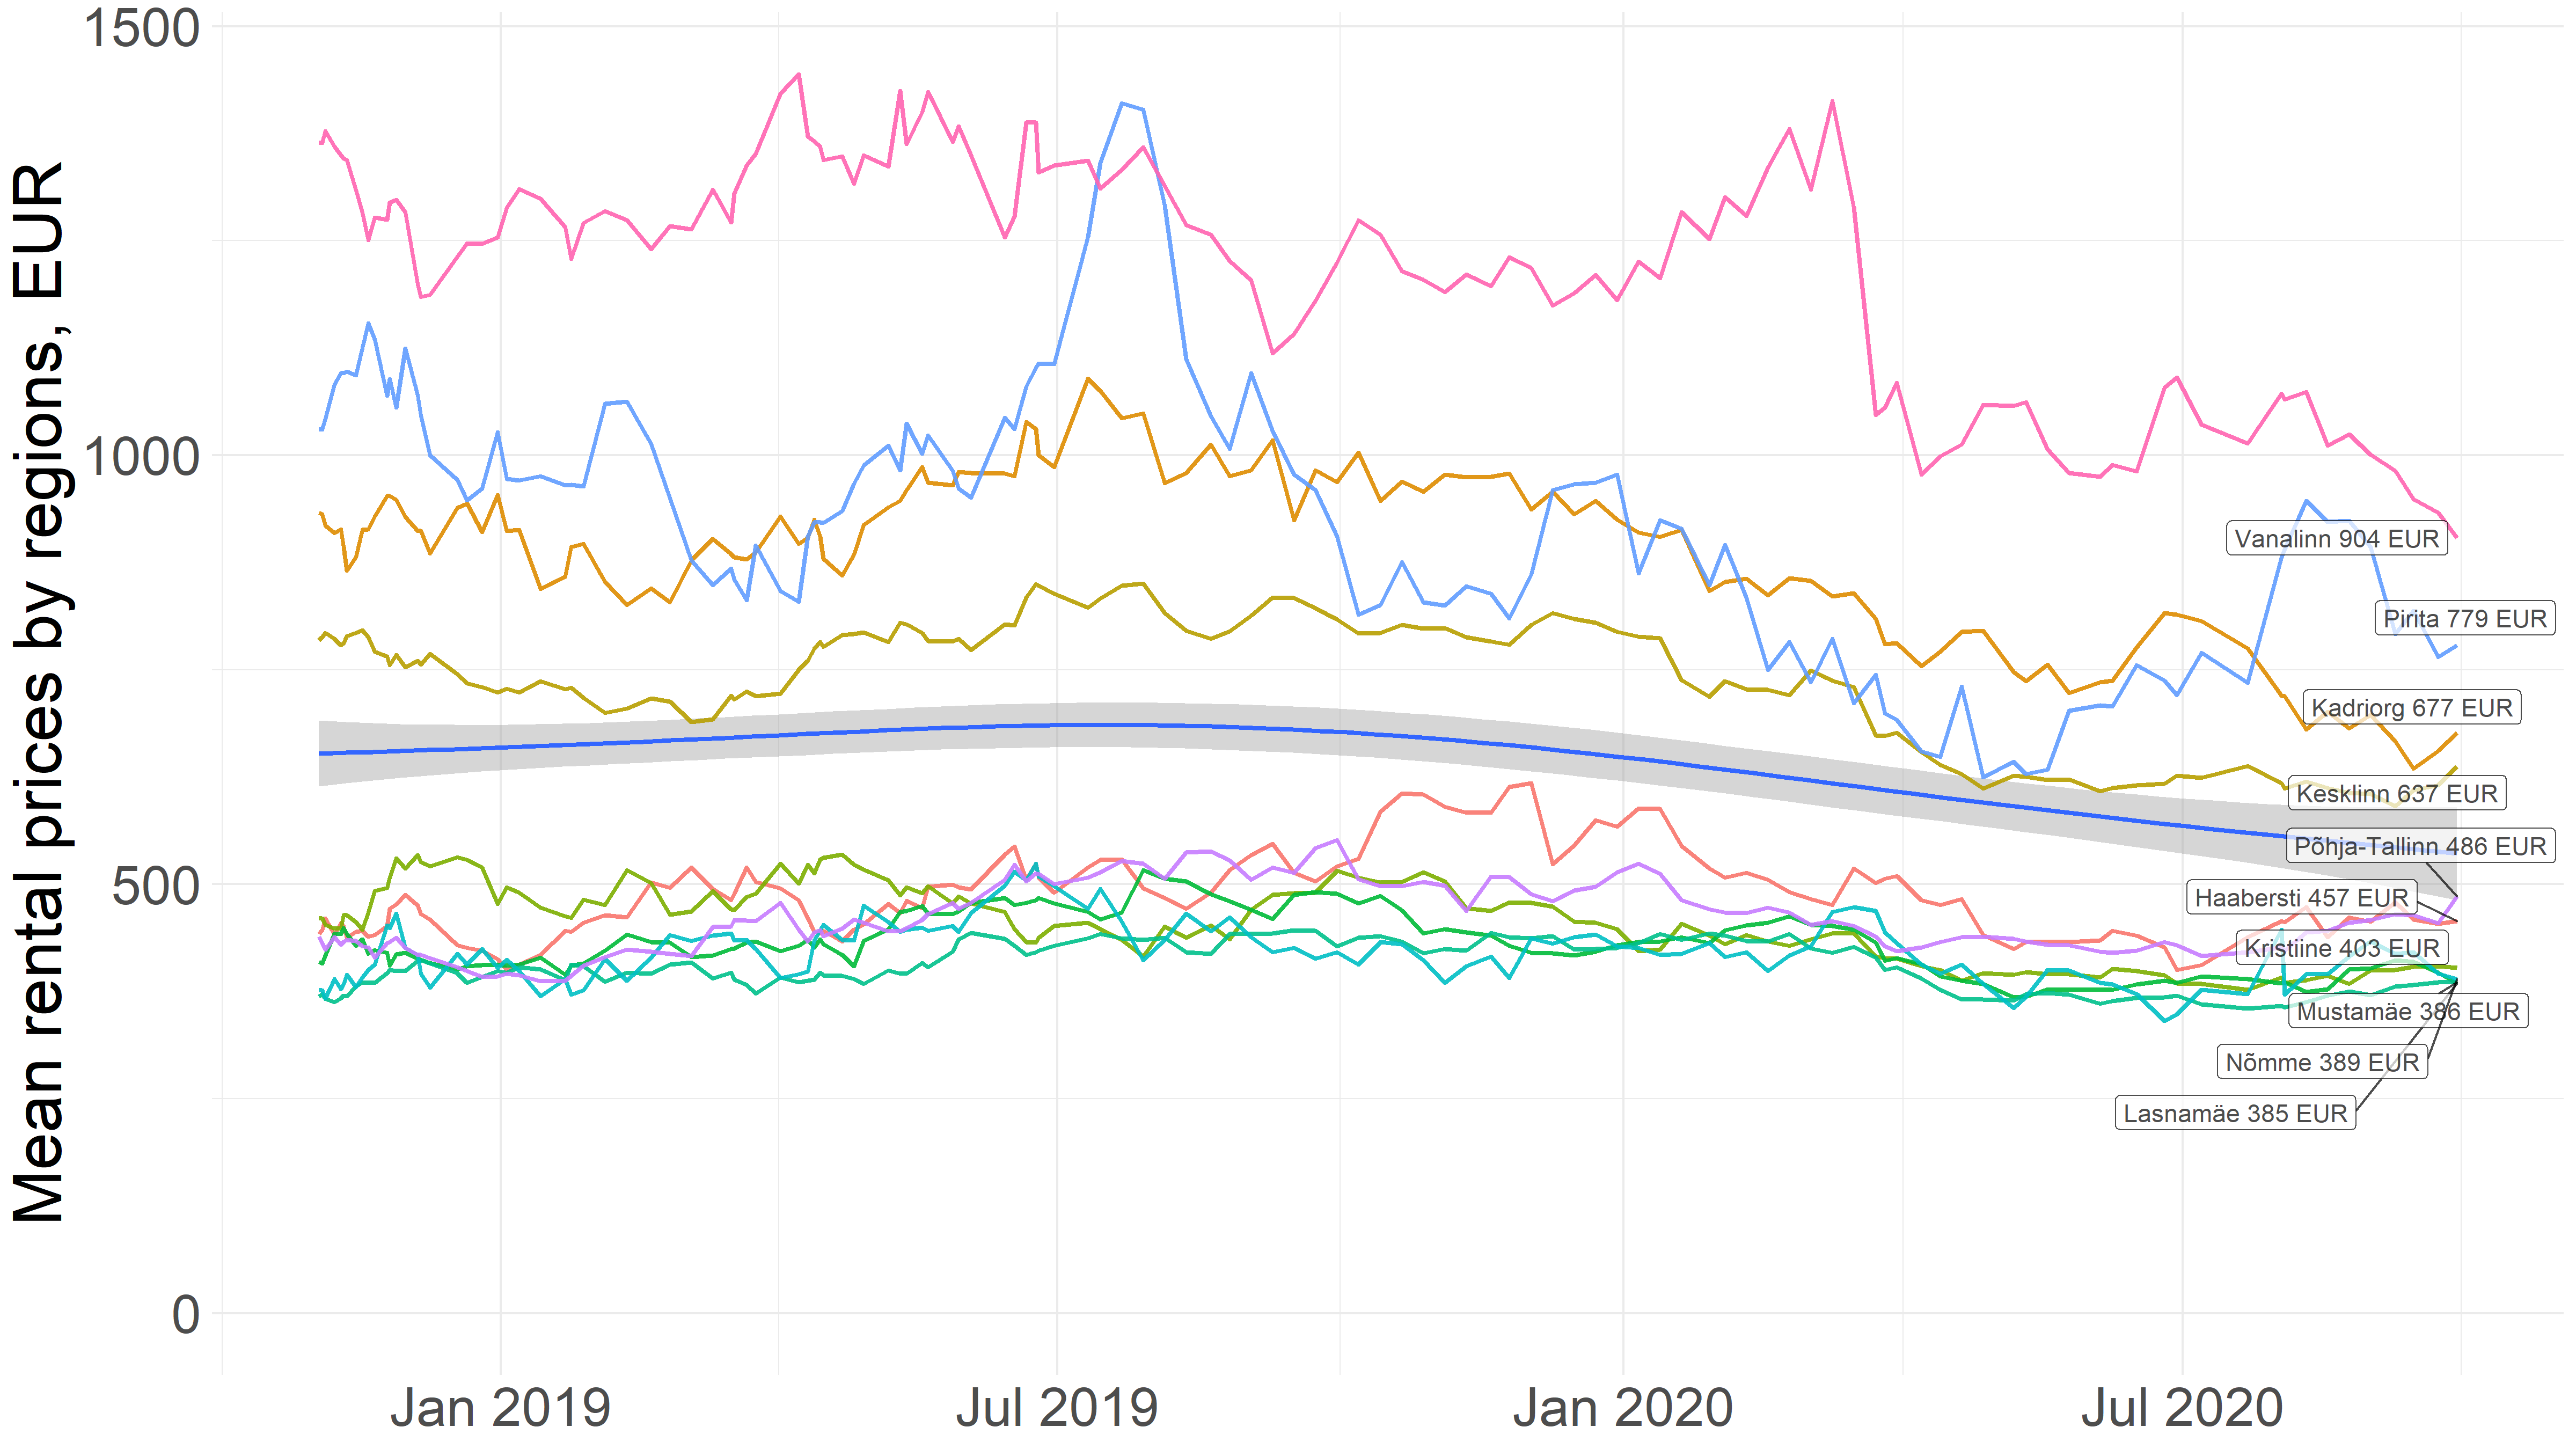 Mean rental prices by regions, EUR
1500
1000
500
0
Vanalinn 904 EUR
Pirita 779 EUR
Kadriorg 677 EUR
Kesklinn 637 EUR
Põhja-Tallinn 486 EUR
Haabersti 457 EUR
Kristiine 403 EUR
Mustamäe 386 EUR
Nõmme 389 EUR
Lasnamäe 385 EUR
Jan 2019
Jul 2019
Jan 2020
Jul 2020